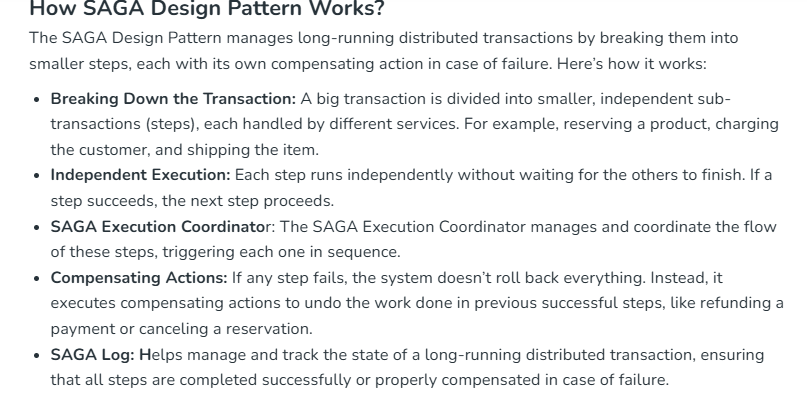 How SAGA Design Pattern Works?
The SAGA Design Pattern manages long-running distributed transactions by breaking them into
smaller steps, each with its own compensating action in case of failure. Here's how it works:
• Breaking Down the Transaction: A big transaction is divided into smaller, independent sub-
transactions (steps), each handled by different services. For example, reserving a product, charging
the customer, and shipping the item.
• Independent Execution: Each step runs independently without waiting for the others to finish. If a
step succeeds, the next step proceeds.
• SAGA Execution Coordinator: The SAGA Execution Coordinator manages and coordinate the flow
of these steps, triggering each one in sequence.
• Compensating Actions: If any step fails, the system doesn't roll back everything. Instead, it
executes compensating actions to undo the work done in previous successful steps, like refunding a
payment or canceling a reservation.
• SAGA Log: Helps manage and track the state of a long-running distributed transaction, ensuring
that all steps are completed successfully or properly compensated in case of failure.